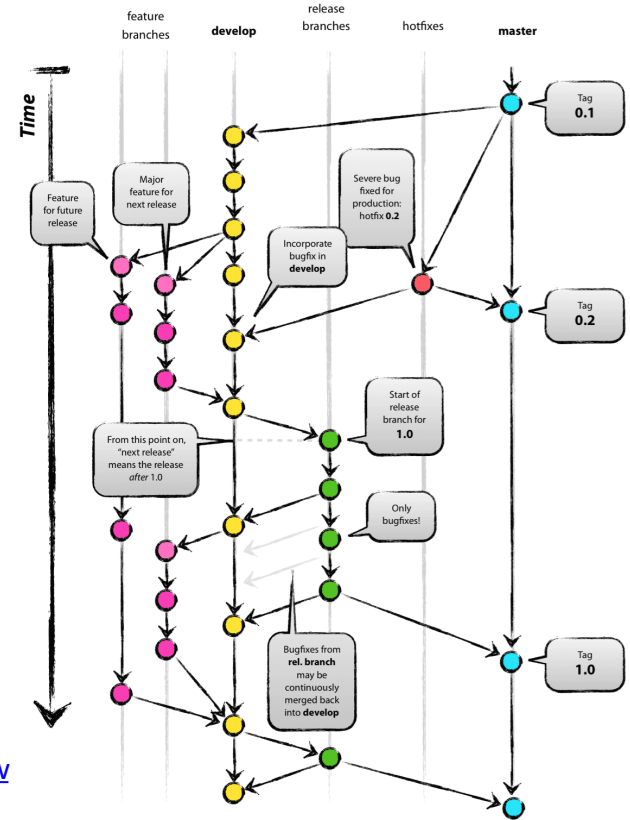 feature
branches
develop
release
branches
hotfixes
master
Time
Tag
0.1
Major
feature for
next release
Severe bug
fixed for
production:
hotfix 0.2
Feature
for future
release
Incorporate
bugfix in
develop
Tag
0.2
Start of
release
branch for
1.0
From this point on,
"next release"
means the release
after 1.0
Only
bugfixes!
Bugfixes from
rel. branch
may be
continuously
merged back
into develop
Tag
1.0